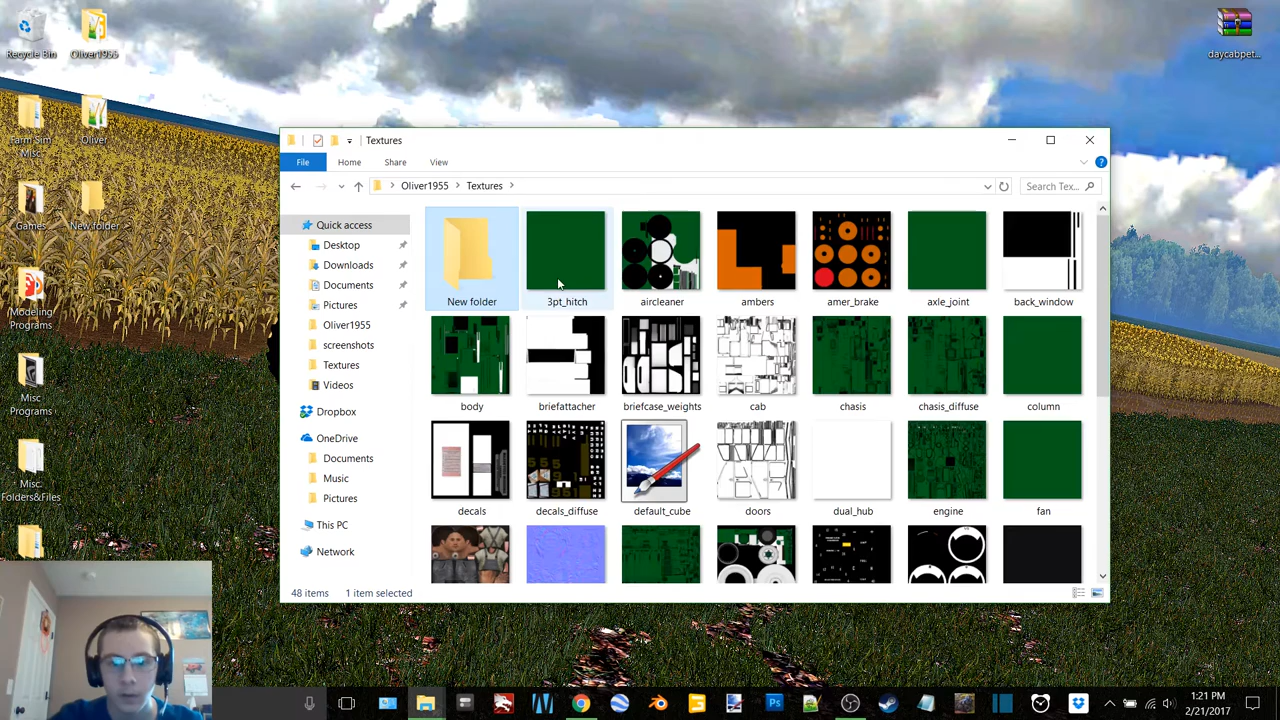 Recycle Bin
Oliver1955
daycabpet...
Farm Sim Misc.
Oliver
Games
New folder
Modeling Programs
Misc Programs
Misc. Folders&Files
Textures
File Home Share View
Oliver1955 Textures
Search Tex...
Quick access
Desktop
Downloads
Documents
Pictures
Oliver1955
screenshots
Textures
Videos
Dropbox
OneDrive
Documents
Music
Pictures
This PC
Network
New folder 3pt_hitch aircleaner ambers amer_brake axle_joint back_window
body briefattacher briefcase_weights cab chasis chasis_diffuse column
decals decals_diffuse default_cube doors dual_hub engine fan
48 items 1 item selected
Ps
1:21 PM
2/21/2017